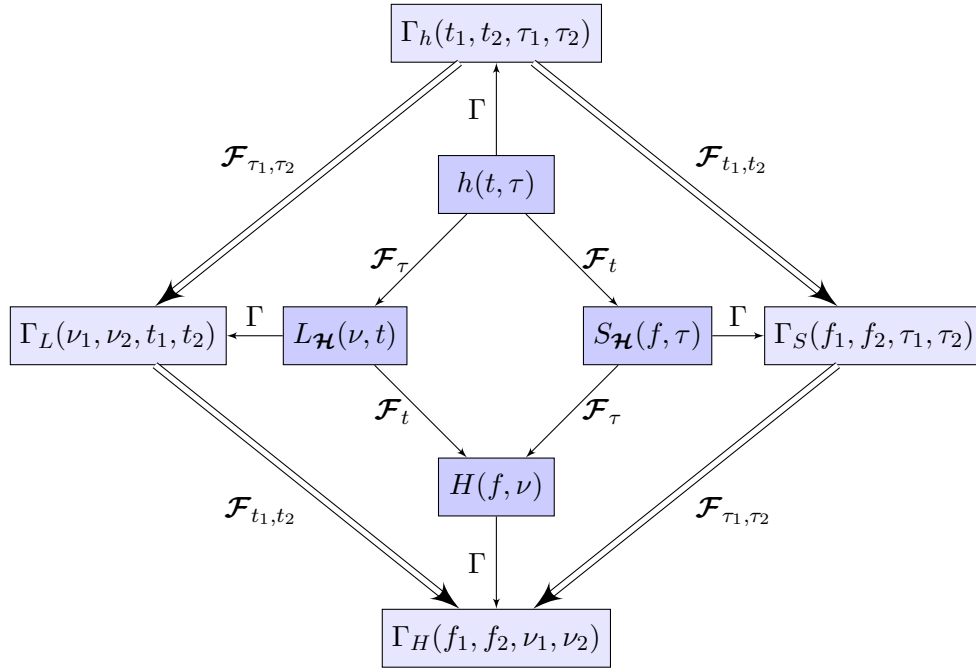 Γ_h(t_1, t_2, τ_1, τ_2)
Γ
𝓕_{τ_1,τ_2}
𝓕_{t_1,t_2}
h(t, τ)
𝓕_τ
𝓕_t
Γ_L(ν_1, ν_2, t_1, t_2)
Γ
L_𝓗(ν, t)
S_𝓗(f, τ)
Γ
Γ_S(f_1, f_2, τ_1, τ_2)
𝓕_t
𝓕_τ
H(f, ν)
𝓕_{t_1,t_2}
𝓕_{τ_1,τ_2}
Γ
Γ_H(f_1, f_2, ν_1, ν_2)